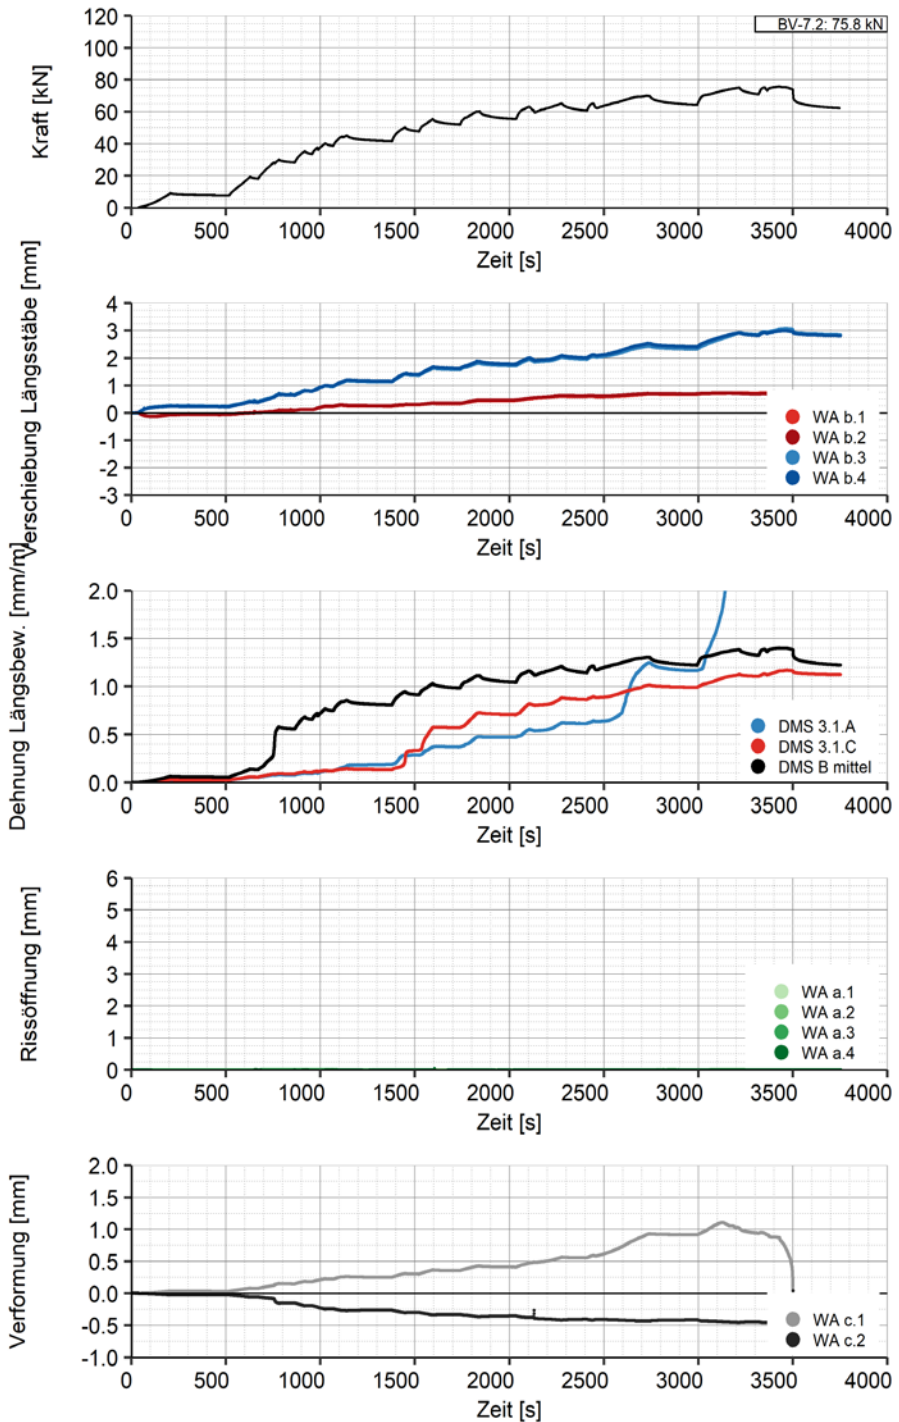 BV-7.2: 75.8 kN
Kraft [kN]
120
100
80
60
40
20
0
0 500 1000 1500 2000 2500 3000 3500 4000
Zeit [s]
Verschiebung Längsstäbe [mm]
4
3
2
1
0
-1
-2
-3
WA b.1
WA b.2
WA b.3
WA b.4
0 500 1000 1500 2000 2500 3000 3500 4000
Zeit [s]
Dehnung Längsbew. [mm/m]
2.0
1.5
1.0
0.5
0.0
DMS 3.1.A
DMS 3.1.C
DMS B mittel
0 500 1000 1500 2000 2500 3000 3500 4000
Zeit [s]
Rissöffnung [mm]
6
5
4
3
2
1
0
WA a.1
WA a.2
WA a.3
WA a.4
0 500 1000 1500 2000 2500 3000 3500 4000
Zeit [s]
Verformung [mm]
2.0
1.5
1.0
0.5
0.0
-0.5
-1.0
WA c.1
WA c.2
0 500 1000 1500 2000 2500 3000 3500 4000
Zeit [s]